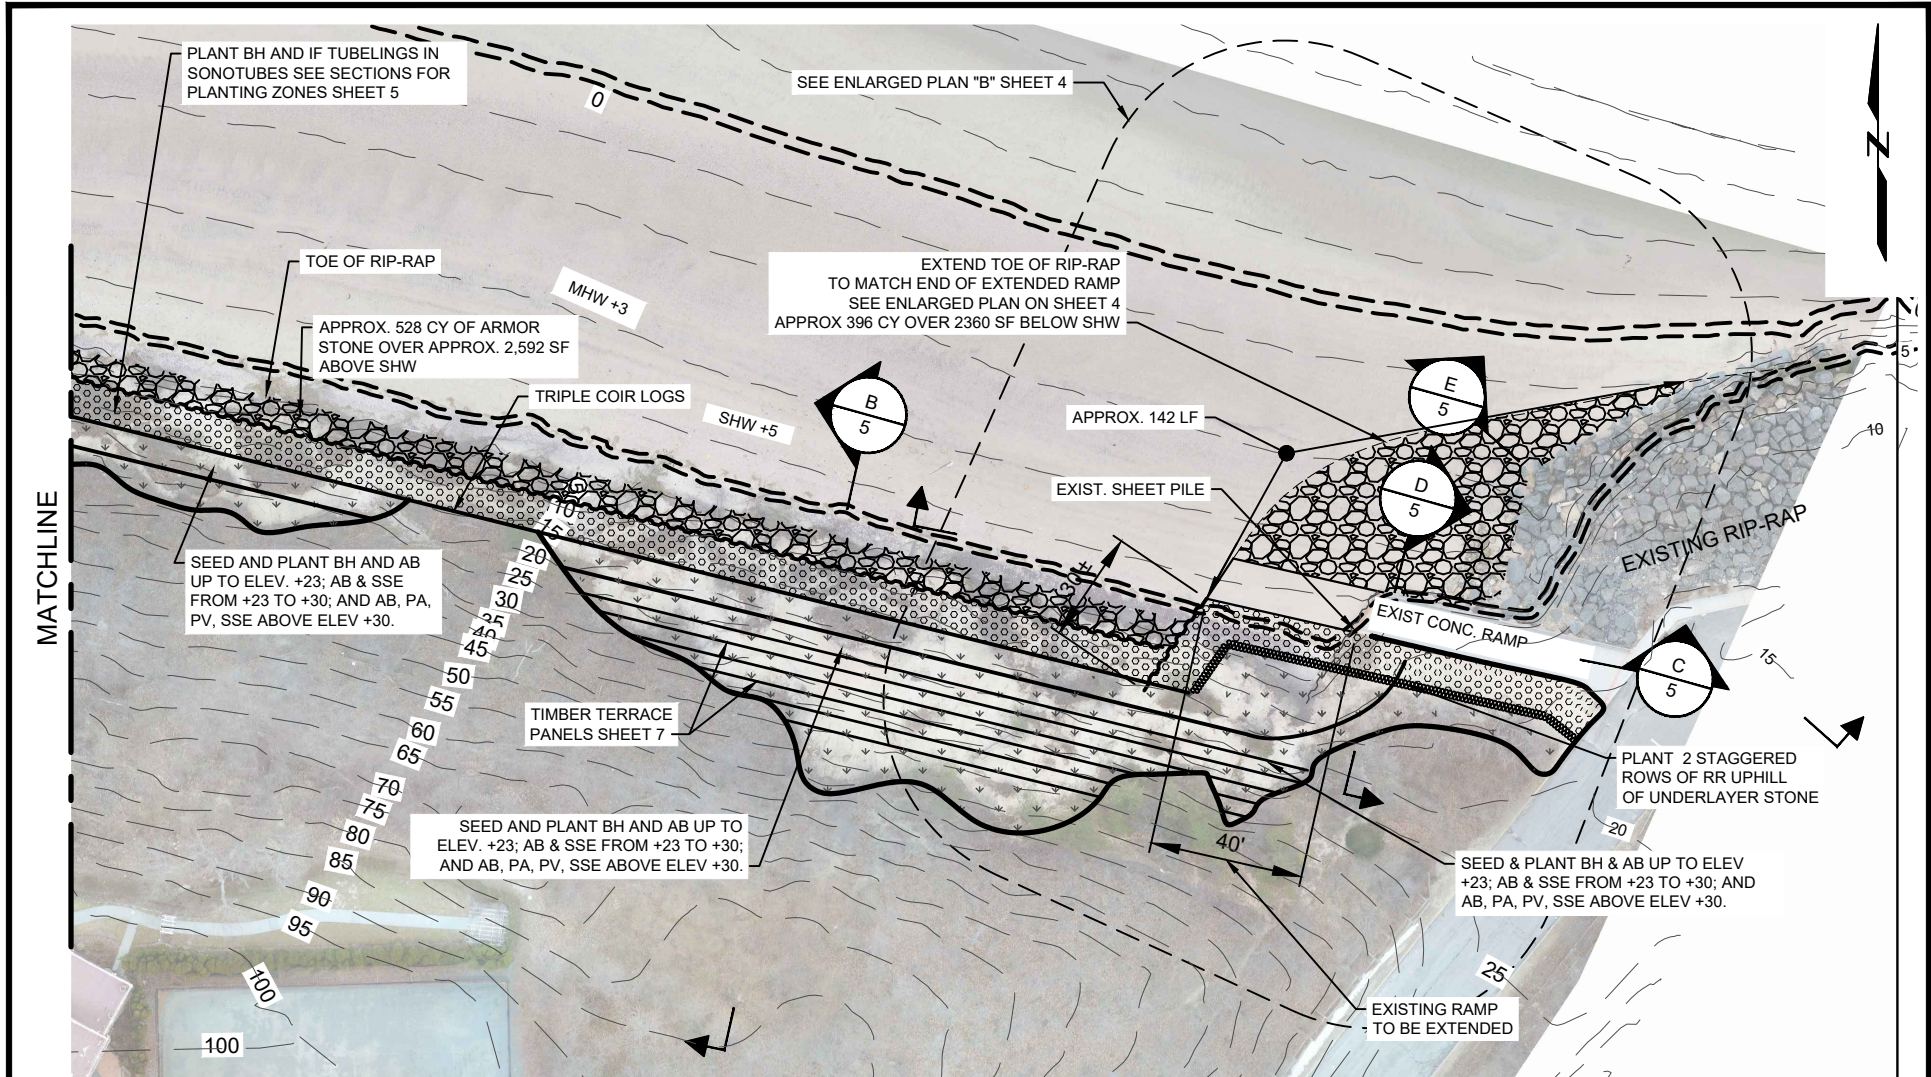 PLANT BH AND IF TUBELINGS IN
SONOTUBES SEE SECTIONS FOR
PLANTING ZONES SHEET 5
0
SEE ENLARGED PLAN "B" SHEET 4
N
TOE OF RIP-RAP
MHW +3
EXTEND TOE OF RIP-RAP
TO MATCH END OF EXTENDED RAMP
SEE ENLARGED PLAN ON SHEET 4
APPROX 396 CY OVER 2360 SF BELOW SHW
APPROX. 528 CY OF ARMOR
STONE OVER APPROX. 2,592 SF
ABOVE SHW
5
TRIPLE COIR LOGS
B
5
E
5
SHW +5
APPROX. 142 LF
10
MATCHLINE
EXIST. SHEET PILE
D
5
EXISTING RIP-RAP
5
10
15
20
25
30
35
40
45
50
55
60
65
70
75
80
85
90
95
100
100
SEED AND PLANT BH AND AB
UP TO ELEV. +23; AB & SSE
FROM +23 TO +30; AND AB, PA,
PV, SSE ABOVE ELEV +30.
EXIST CONC. RAMP
C
5
15
TIMBER TERRACE
PANELS SHEET 7
PLANT 2 STAGGERED
ROWS OF RR UPHILL
OF UNDERLAYER STONE
20
SEED AND PLANT BH AND AB UP TO
ELEV. +23; AB & SSE FROM +23 TO +30;
AND AB, PA, PV, SSE ABOVE ELEV +30.
40'
SEED & PLANT BH & AB UP TO ELEV
+23; AB & SSE FROM +23 TO +30; AND
AB, PA, PV, SSE ABOVE ELEV +30.
25
EXISTING RAMP
TO BE EXTENDED